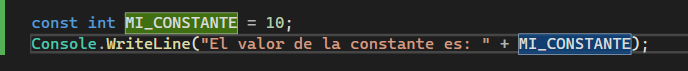 const int MI_CONSTANTE = 10;
Console.WriteLine("El valor de la constante es: " + MI_CONSTANTE);